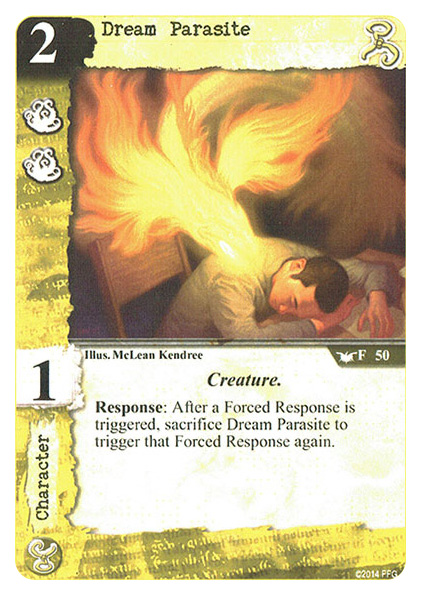 2
Dream Parasite
Illus. McLean Kendree
F 50
1
Creature.
Response: After a Forced Response is
triggered, sacrifice Dream Parasite to
trigger that Forced Response again.
Character
©2014 FFG